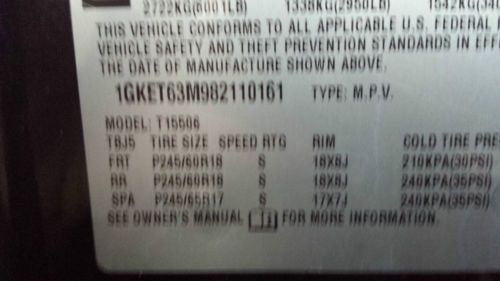 2722KG(6001LB) 1338KG(2950LB)
THIS VEHICLE CONFORMS TO ALL APPLICABLE U.S. FEDERAL
VEHICLE SAFETY AND THEFT PREVENTION STANDARDS IN EFF
THE DATE OF MANUFACTURE SHOWN ABOVE.
1GKET63M982110161 TYPE: M.P.V.
MODEL: T15506
TBJ5 TIRE SIZE SPEED RTG RIM COLD TIRE PRE
FRT P245/60R18 S 18X8J 210KPA(30PSI)
RR P245/60R18 S 18X8J 240KPA(35PSI)
SPA P245/65R17 S 17X7J 240KPA(35PSI)
SEE OWNER'S MANUAL FOR MORE INFORMATION.